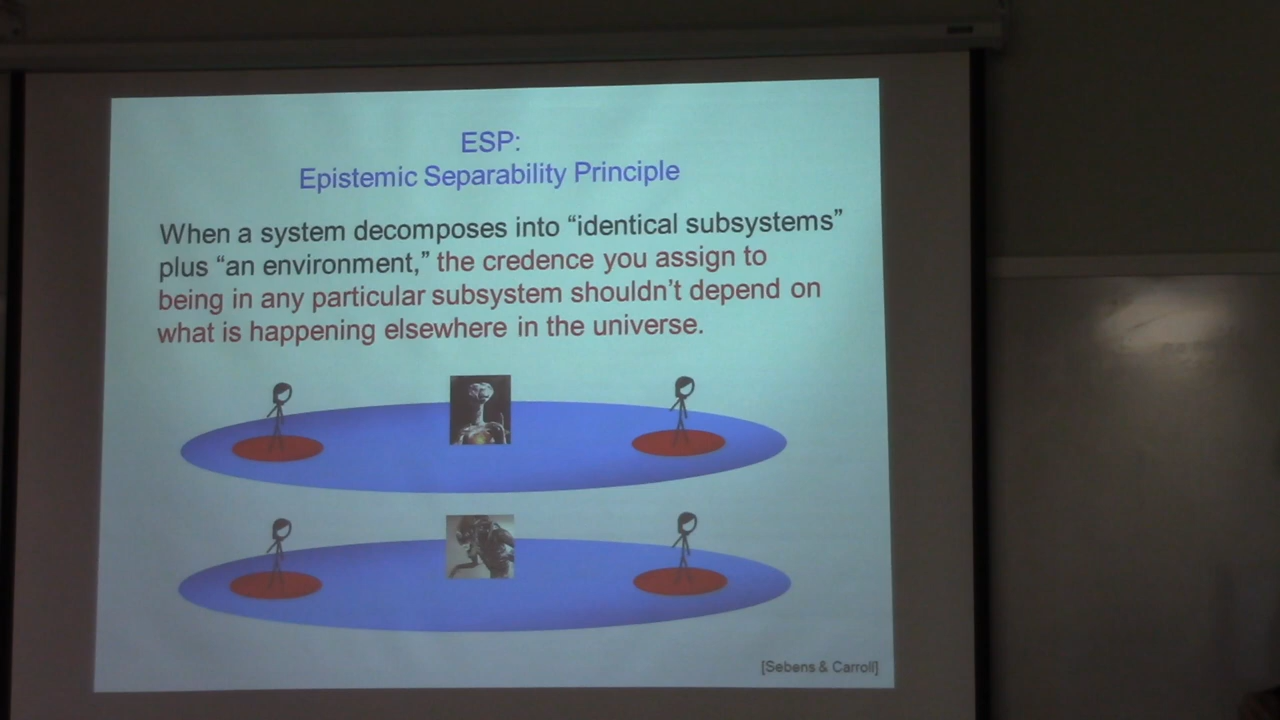 ESP:
Epistemic Separability Principle
When a system decomposes into “identical subsystems”
plus “an environment,” the credence you assign to
being in any particular subsystem shouldn’t depend on
what is happening elsewhere in the universe.
[Sebens & Carroll]